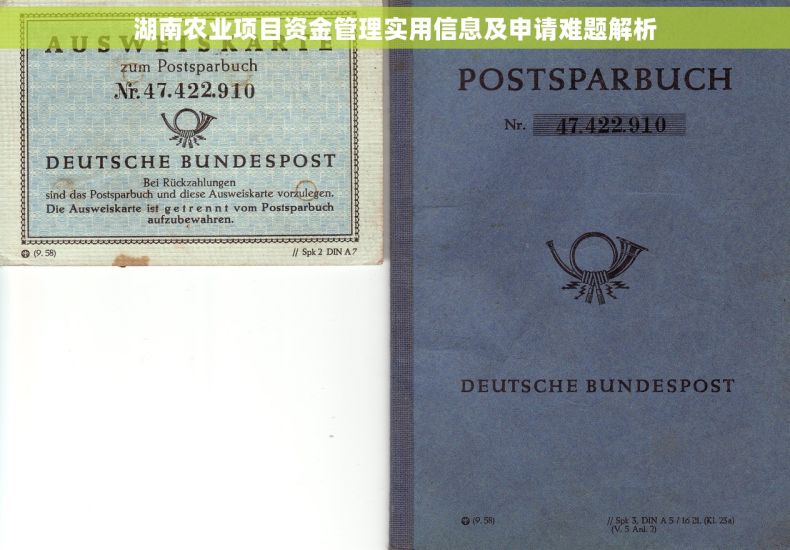 湖南农业项目资金管理实用信息及申请难题解析
AUSWEISKARTE
zum Postsparbuch
Nr. 47.422.910
DEUTSCHE BUNDESPOST
Bei Rückzahlungen
sind das Postsparbuch und diese Ausweiskarte vorzulegen.
Die Ausweiskarte ist getrennt vom Postsparbuch
aufzubewahren.
(9. 58)
// Spk 2 DIN A 7
POSTSPARBUCH
Nr. 47.422.910
DEUTSCHE BUNDESPOST
(9. 58)
// Spk 3, DIN A 5 / 16 Bl. (Kl. 23a)
(V. 5 Anl. 2)